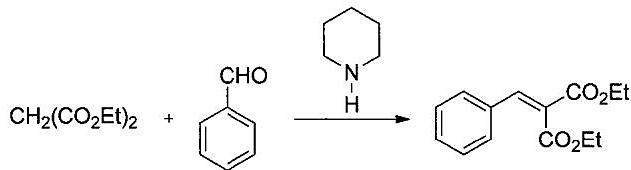 CHO
N
H
CH₂(CO₂Et)₂ +
CO₂Et
CO₂Et